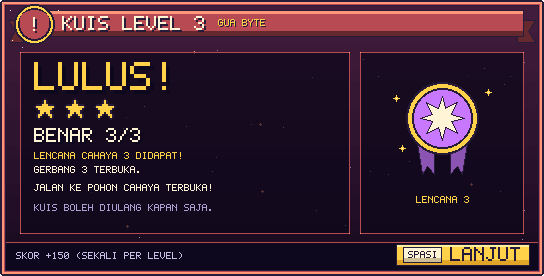 ! KUIS LEVEL 3 GUA BYTE
LULUS!
BENAR 3/3
LENCANA CAHAYA 3 DIDAPAT!
GERBANG 3 TERBUKA.
JALAN KE POHON CAHAYA TERBUKA!
KUIS BOLEH DIULANG KAPAN SAJA.
LENCANA 3
SKOR +150 (SEKALI PER LEVEL)
SPASI LANJUT